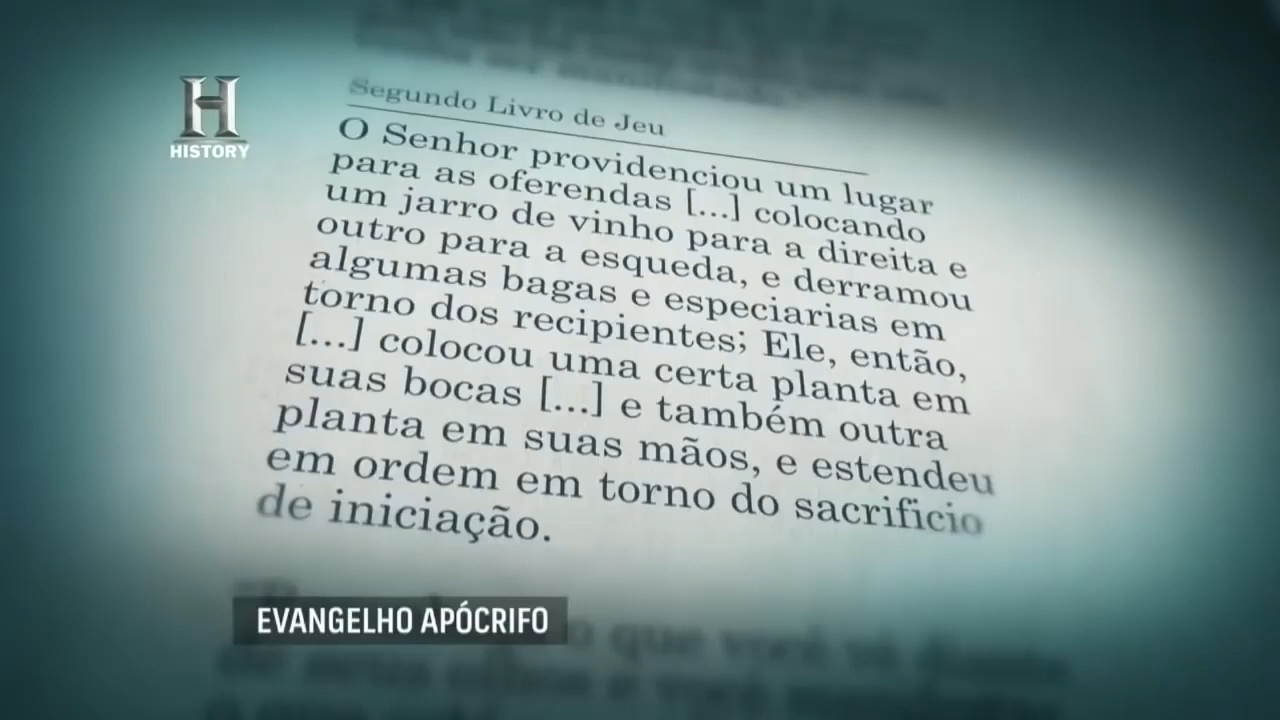 H
HISTORY
Segundo Livro de Jeu
O Senhor providenciou um lugar
para as oferendas [...] colocando
um jarro de vinho para a direita e
outro para a esqueda, e derramou
algumas bagas e especiarias em
torno dos recipientes; Ele, então,
[...] colocou uma certa planta em
suas bocas [...] e também outra
planta em suas mãos, e estendeu
em ordem em torno do sacrificio
de iniciação.
EVANGELHO APÓCRIFO
que você